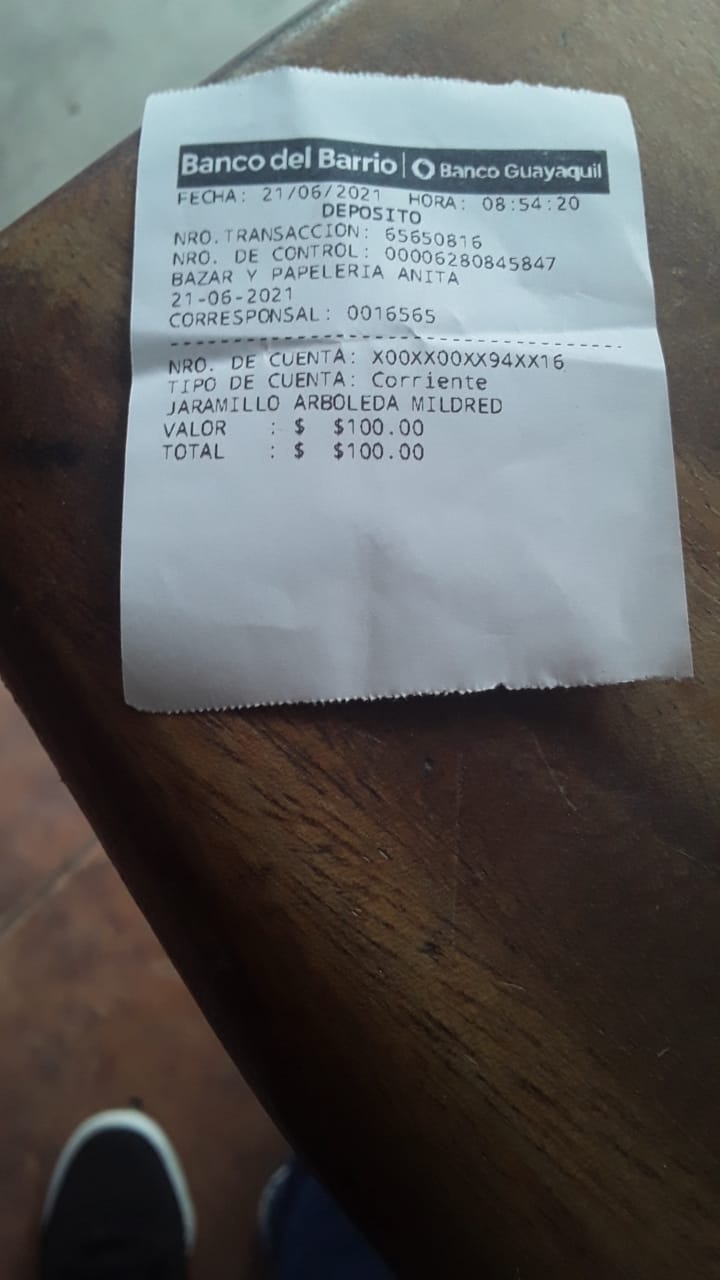 Banco del Barrio | Banco Guayaquil
FECHA: 21/06/2021 HORA: 08:54:20
DEPOSITO
NRO.TRANSACCION: 65650816
NRO. DE CONTROL: 00006280845847
BAZAR Y PAPELERIA ANITA
21-06-2021
CORRESPONSAL: 0016565
NRO. DE CUENTA: X00XX00XX94XX16
TIPO DE CUENTA: Corriente
JARAMILLO ARBOLEDA MILDRED
VALOR : $ $100.00
TOTAL : $ $100.00